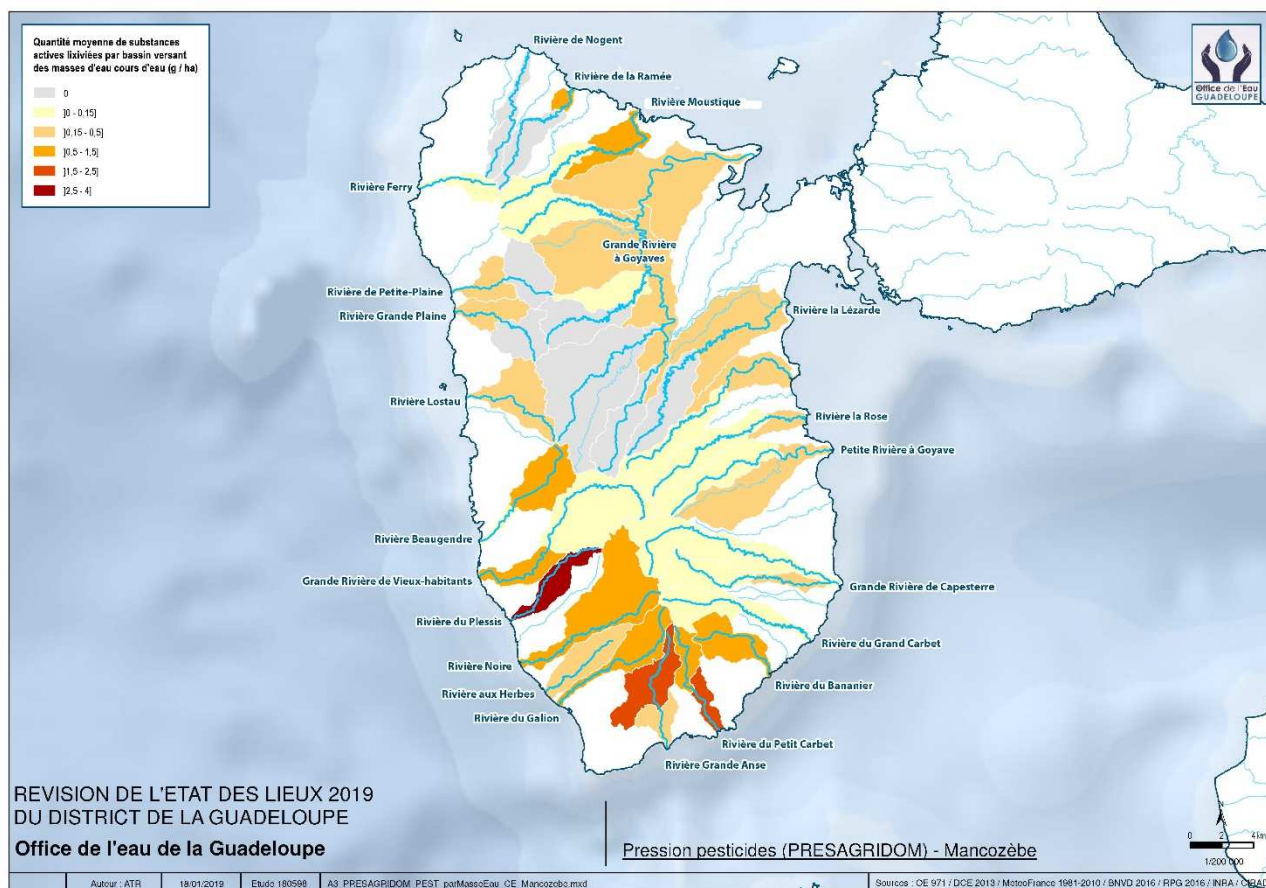 Quantité moyenne de substances
actives lixiviées par bassin versant
des masses d'eau cours d'eau (g / ha)
0
]0 - 0,15]
]0,15 - 0,5]
]0,5 - 1,5]
]1,5 - 2,5]
]2,5 - 4]
Office de l'Eau
GUADELOUPE
Rivière de Nogent
Rivière de la Ramée
Rivière Moustique
Rivière Ferry
Grande Rivière
à Goyaves
Rivière de Petite-Plaine
Rivière Grande Plaine
Rivière la Lézarde
Rivière Lostau
Rivière la Rose
Petite Rivière à Goyave
Rivière Beaugendre
Grande Rivière de Vieux-habitants
Grande Rivière de Capesterre
Rivière du Plessis
Rivière du Grand Carbet
Rivière Noire
Rivière du Bananier
Rivière aux Herbes
Rivière du Galion
Rivière du Petit Carbet
Rivière Grande Anse
REVISION DE L'ETAT DES LIEUX 2019
DU DISTRICT DE LA GUADELOUPE
Office de l'eau de la Guadeloupe
Pression pesticides (PRESAGRIDOM) - Mancozèbe
N
0 2 4 km
1/200 000
Auteur : ATR 18/01/2019 Etude 180598 A3_PRESAGRIDOM_PEST_parMasseEau_CE_Mancozebe.mxd Sources : OE 971 / DCE 2013 / MeteoFrance 1981-2010 / BNVD 2016 / RPG 2016 / INRA / CIRAD